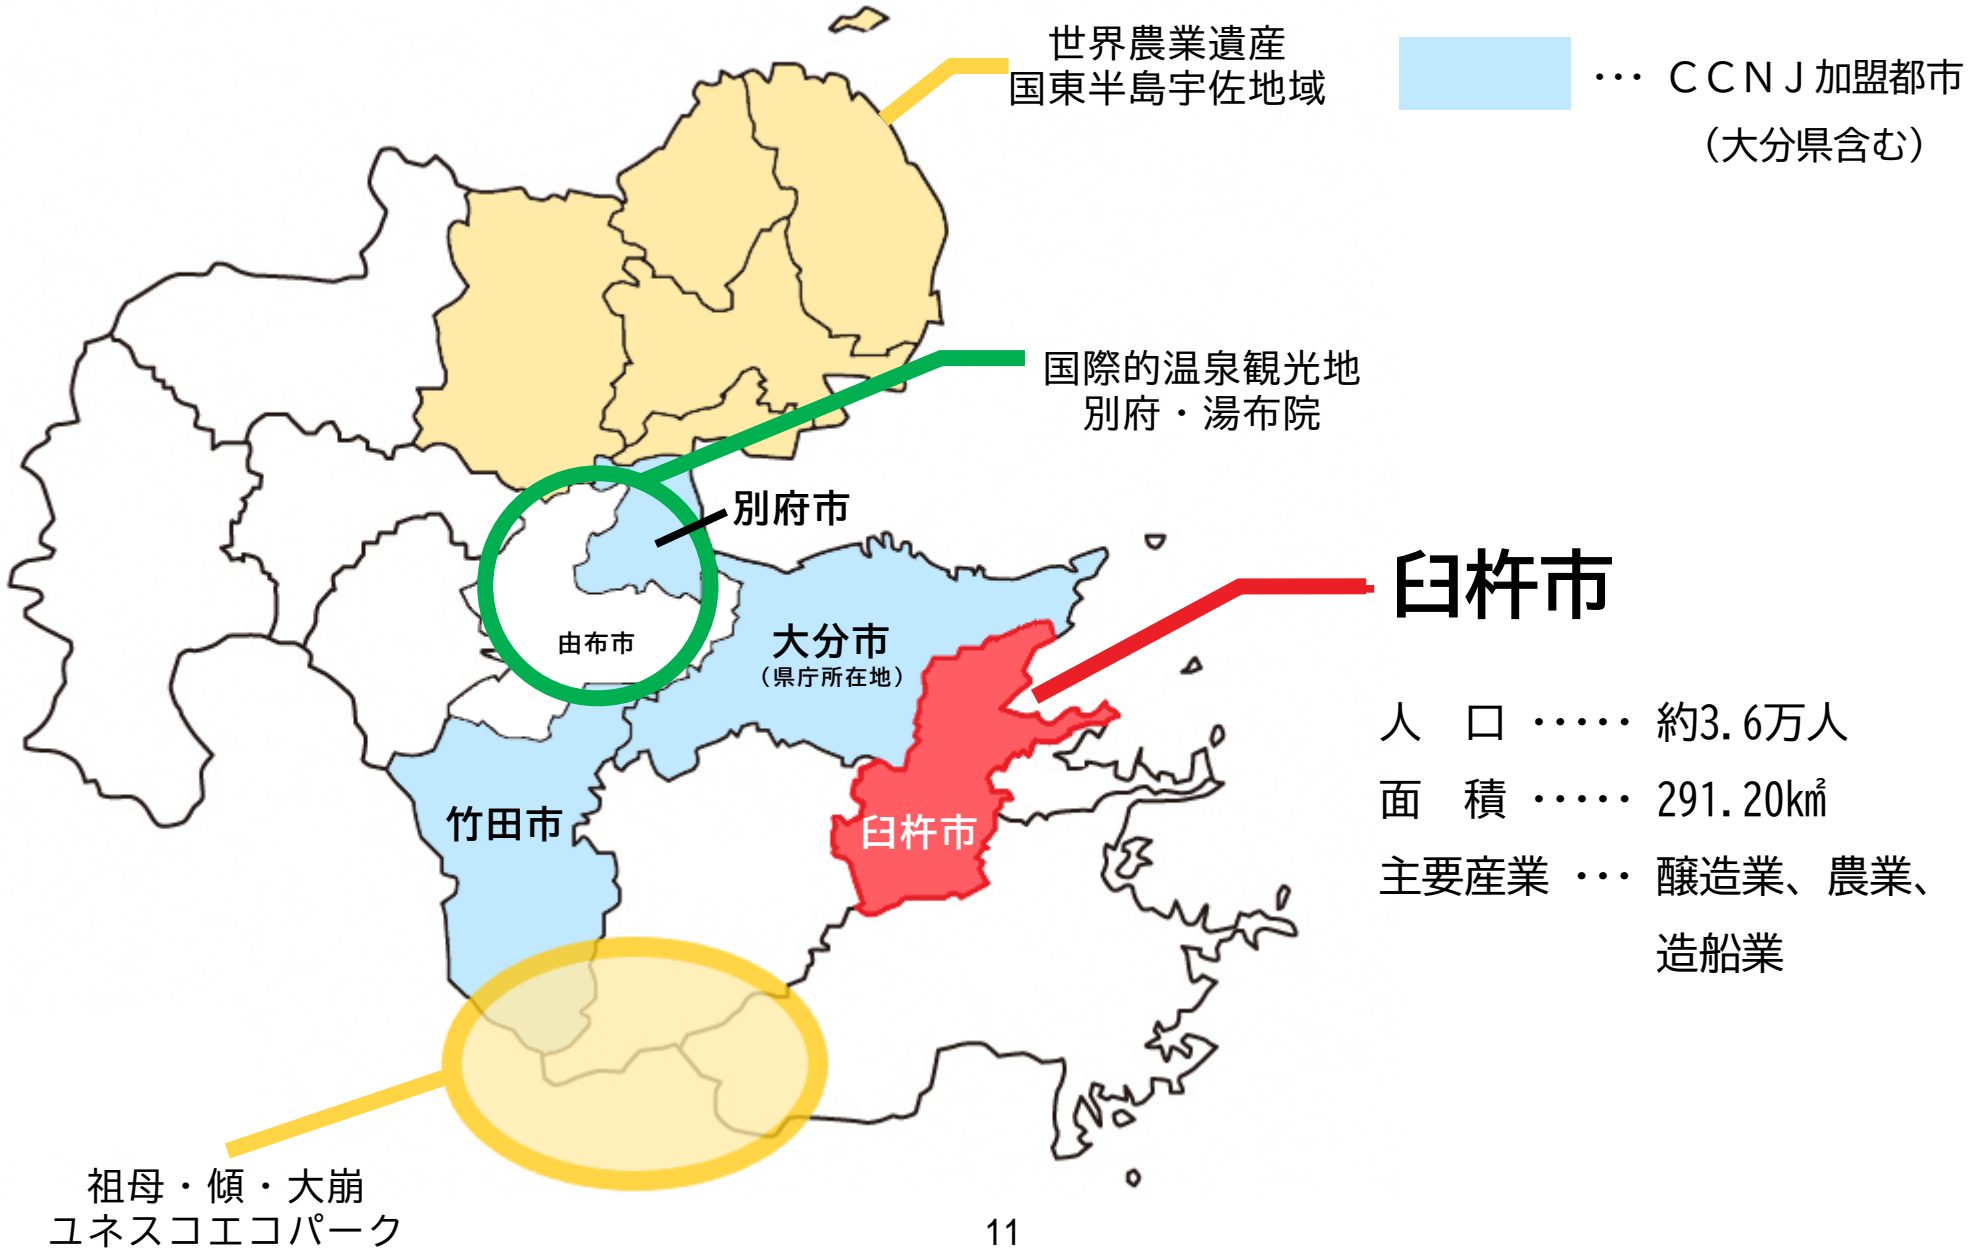 世界農業遺産
国東半島宇佐地域
･･･ ＣＣＮＪ加盟都市
（大分県含む）
国際的温泉観光地
別府・湯布院
別府市
由布市
大分市
（県庁所在地）
臼杵市
人　口 ･････ 約3.6万人
面　積 ･････ 291.20㎢
主要産業 ･･･ 醸造業、農業、
造船業
竹田市
臼杵市
祖母・傾・大崩
ユネスコエコパーク
11